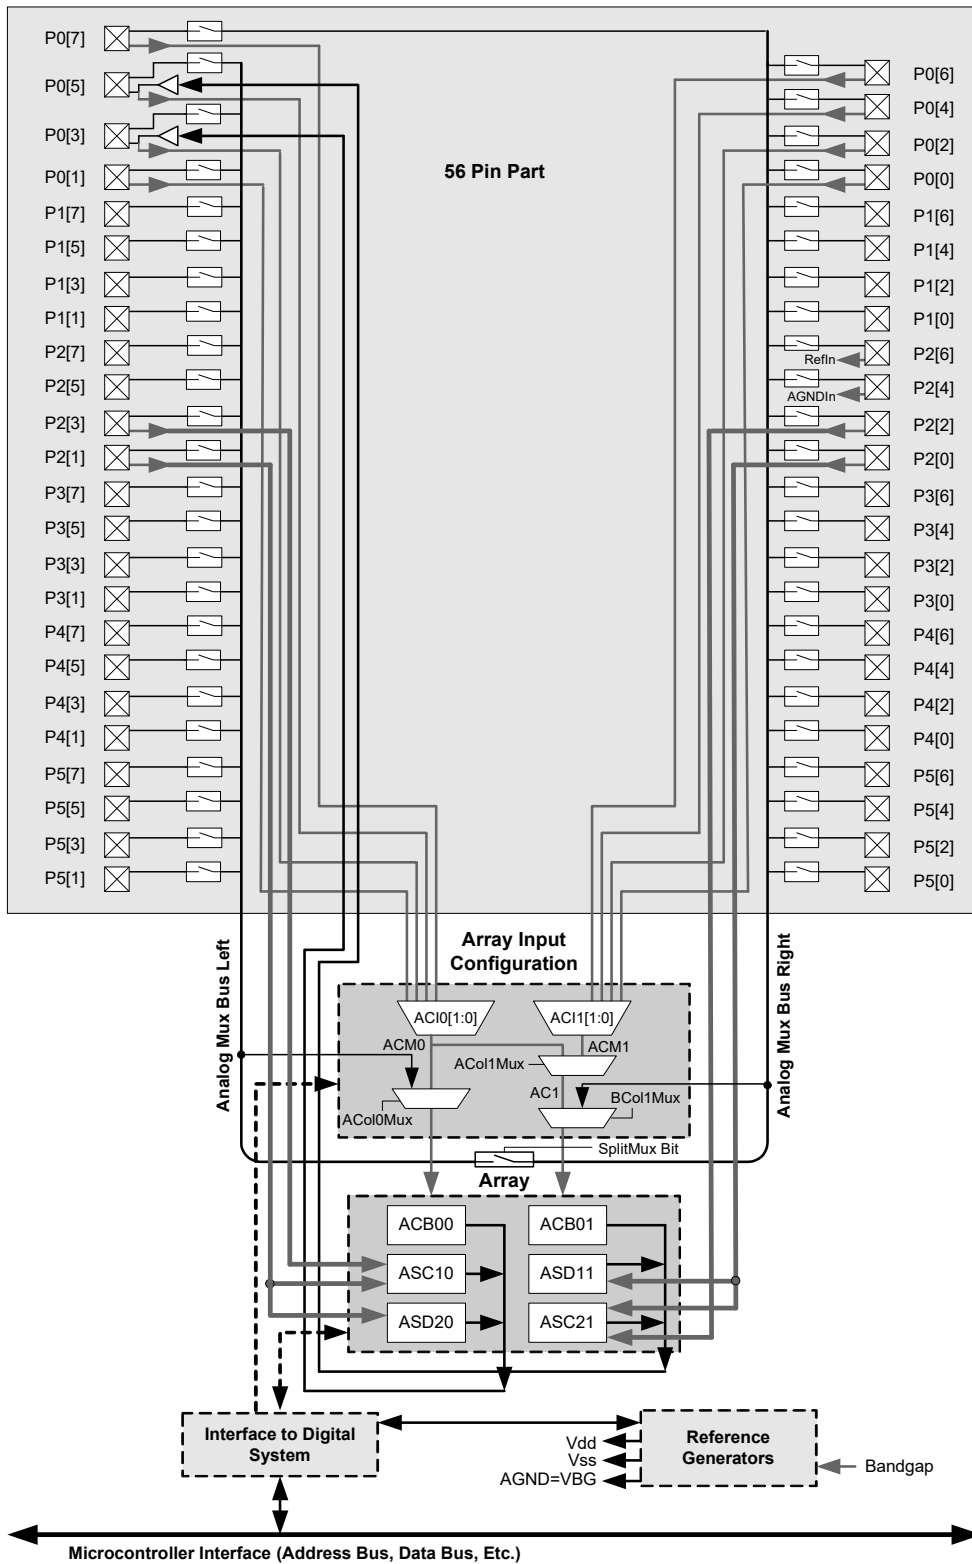 P0[7]
P0[5]
P0[6]
P0[4]
P0[3]
P0[2]
P0[1]
56 Pin Part
P0[0]
P1[7]
P1[6]
P1[5]
P1[4]
P1[3]
P1[2]
P1[1]
P1[0]
P2[7]
RefIn
P2[6]
P2[5]
AGNDIn
P2[4]
P2[3]
P2[2]
P2[1]
P2[0]
P3[7]
P3[6]
P3[5]
P3[4]
P3[3]
P3[2]
P3[1]
P3[0]
P4[7]
P4[6]
P4[5]
P4[4]
P4[3]
P4[2]
P4[1]
P4[0]
P5[7]
P5[6]
P5[5]
P5[4]
P5[3]
P5[2]
P5[1]
P5[0]
Analog Mux Bus Left
Array Input
Configuration
Analog Mux Bus Right
ACI0[1:0]
ACI1[1:0]
ACM0
ACM1
ACol1Mux
AC1
BCol1Mux
ACol0Mux
SplitMux Bit
Array
ACB00
ACB01
ASC10
ASD11
ASD20
ASC21
Interface to Digital
System
Vdd
Vss
AGND=VBG
Reference
Generators
Bandgap
Microcontroller Interface (Address Bus, Data Bus, Etc.)